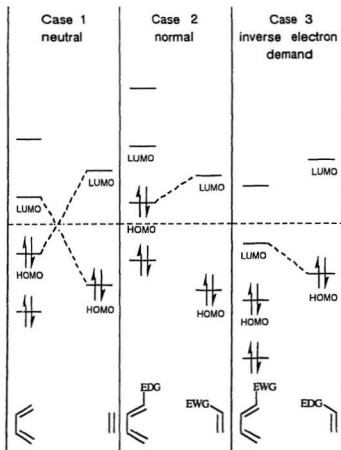 Case 1
neutral
LUMO
LUMO
HOMO
HOMO
Case 2
normal
LUMO
LUMO
HOMO
HOMO
EDG
EWG
Case 3
inverse electron
demand
LUMO
LUMO
HOMO
HOMO
EWG
EDG